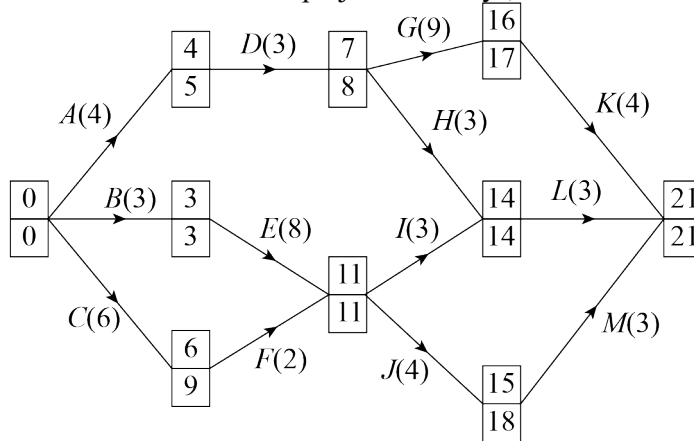 16
17
G(9)
4
5
D(3)
7
8
A(4)
H(3)
K(4)
0
0
B(3)
3
3
E(8)
I(3)
14
14
L(3)
21
21
11
11
C(6)
6
9
F(2)
J(4)
M(3)
15
18